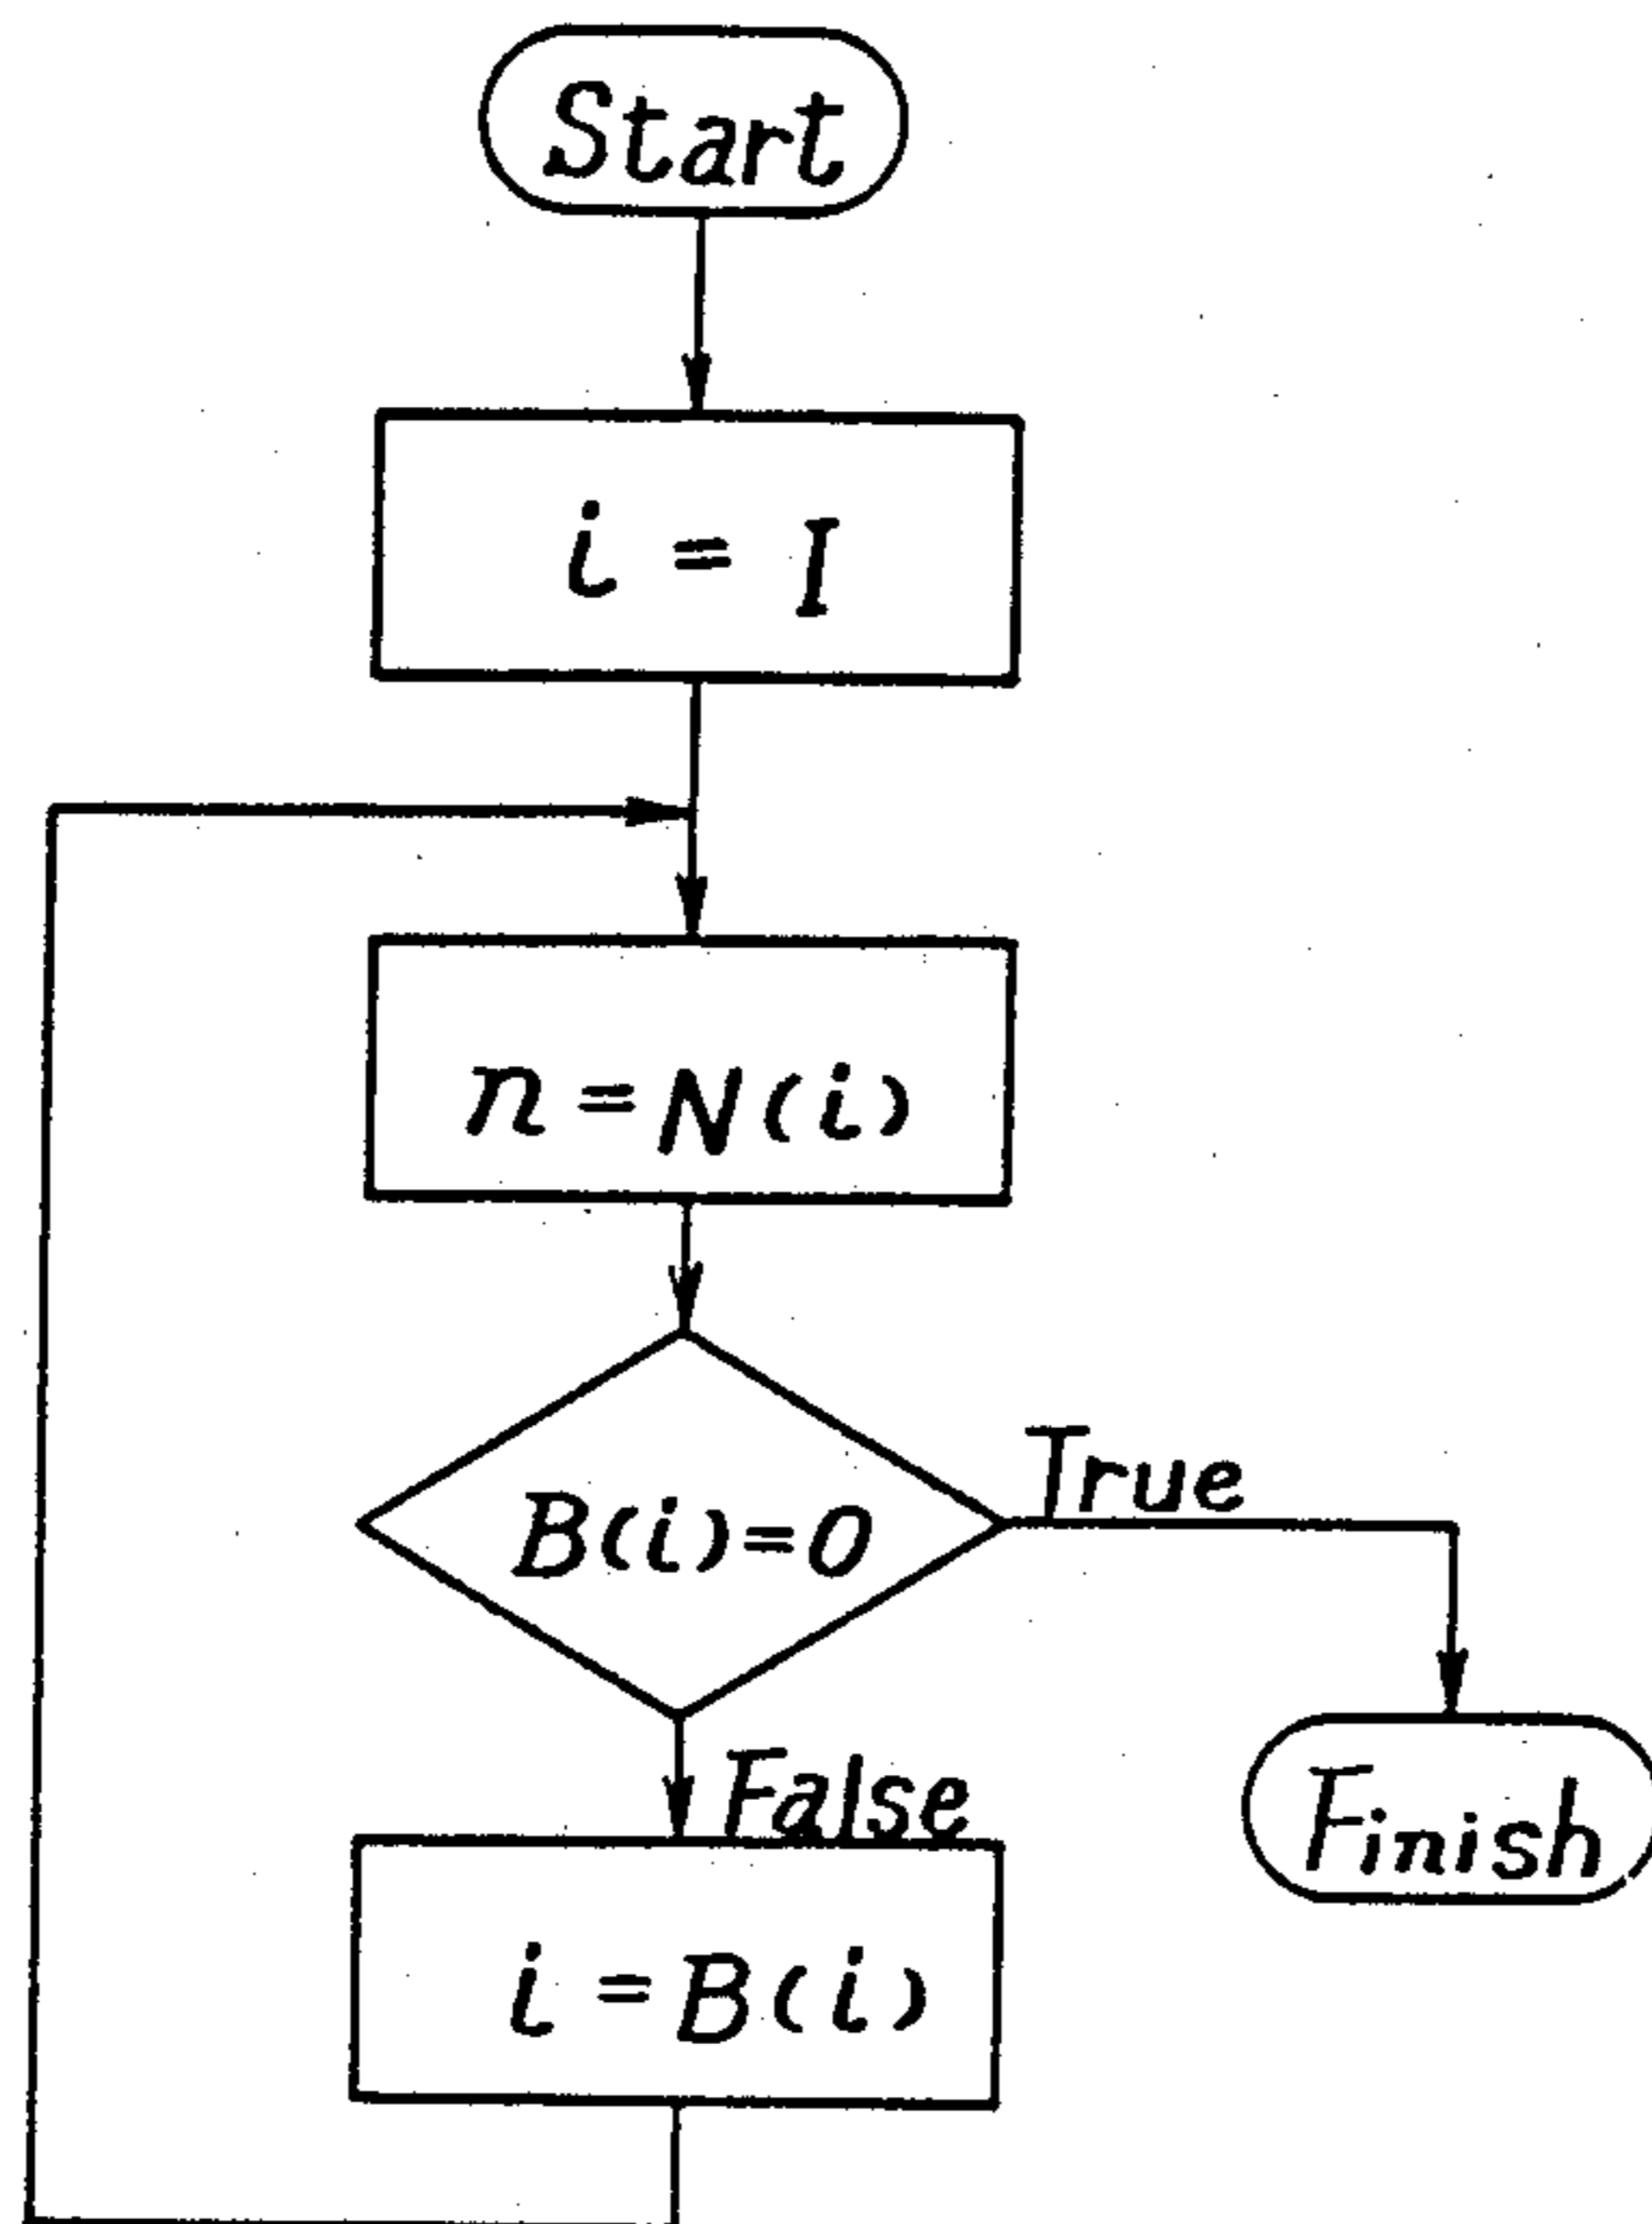 Start
i = I
n = N(i)
B(i)=0
True
False
Finish
i = B(i)